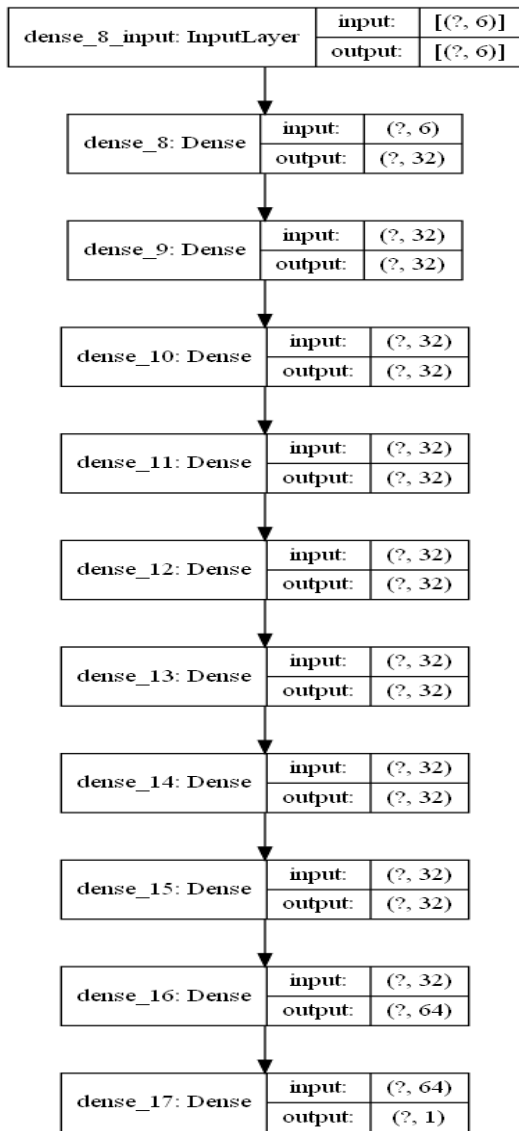 dense_8_input: InputLayer
input: [(?, 6)]
output: [(?, 6)]
dense_8: Dense
input: (?, 6)
output: (?, 32)
dense_9: Dense
input: (?, 32)
output: (?, 32)
dense_10: Dense
input: (?, 32)
output: (?, 32)
dense_11: Dense
input: (?, 32)
output: (?, 32)
dense_12: Dense
input: (?, 32)
output: (?, 32)
dense_13: Dense
input: (?, 32)
output: (?, 32)
dense_14: Dense
input: (?, 32)
output: (?, 32)
dense_15: Dense
input: (?, 32)
output: (?, 32)
dense_16: Dense
input: (?, 32)
output: (?, 64)
dense_17: Dense
input: (?, 64)
output: (?, 1)